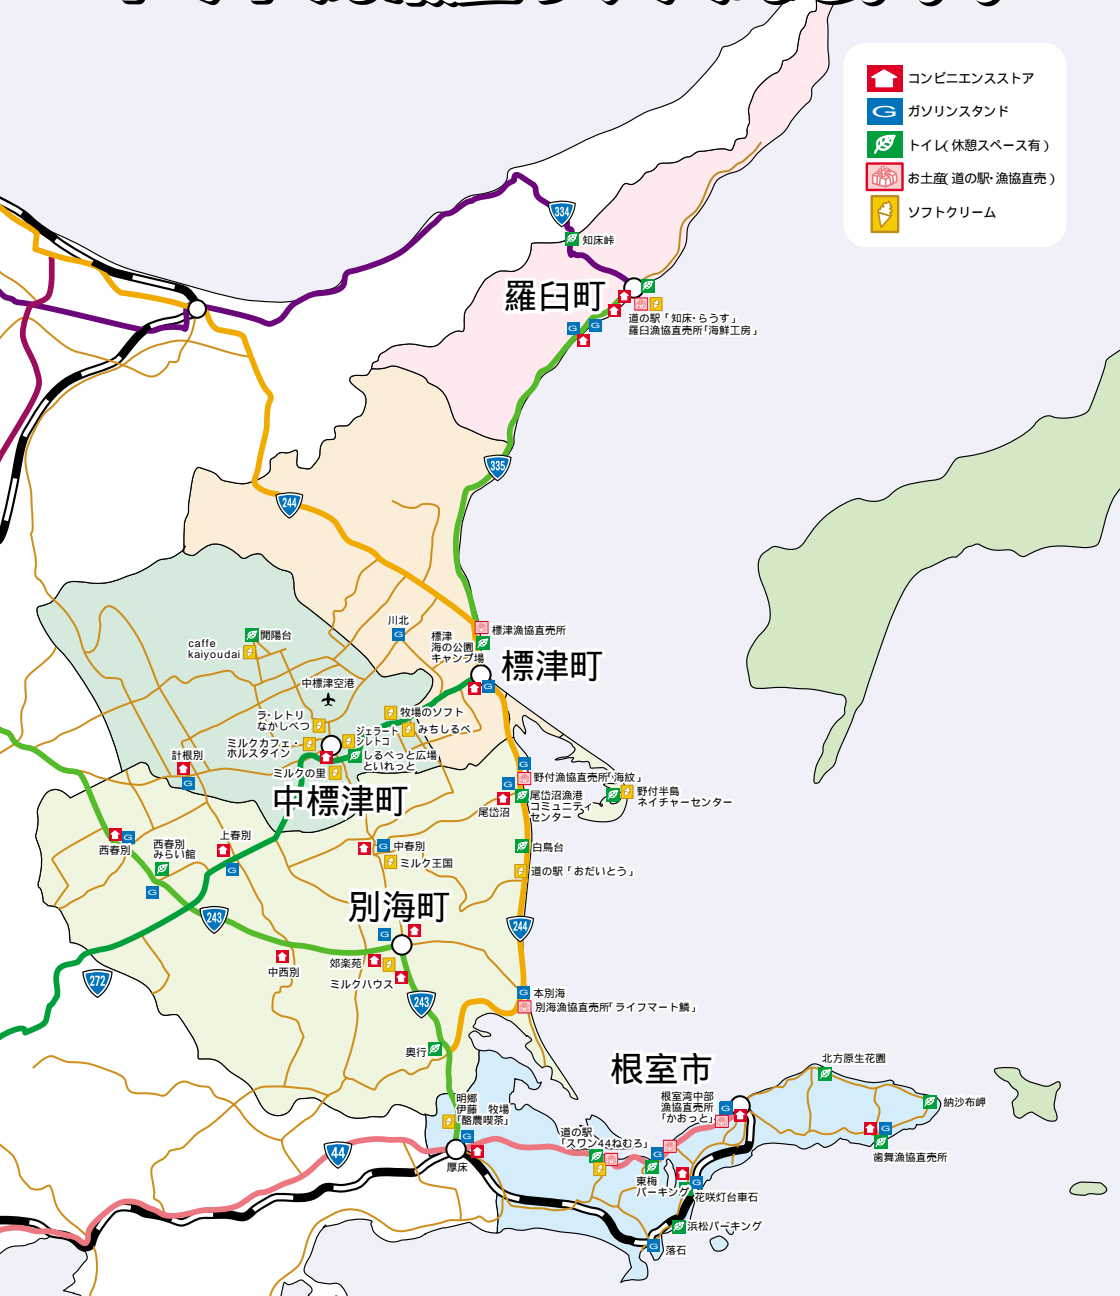 コンビニエンスストア
ガソリンスタンド
トイレ(休憩スペース有)
お土産(道の駅・漁協直売)
ソフトクリーム
334
知床峠
羅臼町
道の駅「知床・らうす」
羅臼漁協直売所「海鮮工房」
335
244
川北
標津漁協直売所
標津
海の公園
キャンプ場
標津町
開陽台
caffe
kaiyoudai
中標津空港
牧場のソフト
みちしるべ
ラ・レトリ
なかしべつ
ジェラート
シレトコ
ミルクカフェ・
ホルスタイン
しるべっと広場
といれっと
ミルクの里
計根別
中標津町
野付漁協直売所「海紋」
尾岱沼
尾岱沼漁港
コミュニティ
センター
野付半島
ネイチャーセンター
西春別
西春別
みらい館
上春別
中春別
ミルク王国
白鳥台
道の駅「おだいとう」
別海町
243
244
272
中西別
郊楽苑
ミルクハウス
243
本別海
別海漁協直売所「ライフマート鱗」
奥行
根室市
北方原生花園
納沙布岬
歯舞漁協直売所
根室湾中部
漁協直売所
「かおっと」
明郷
伊藤 牧場
「酪農喫茶」
道の駅
「スワン44ねむろ」
44
厚床
東梅
パーキング
花咲灯台車石
浜松パーキング
落石